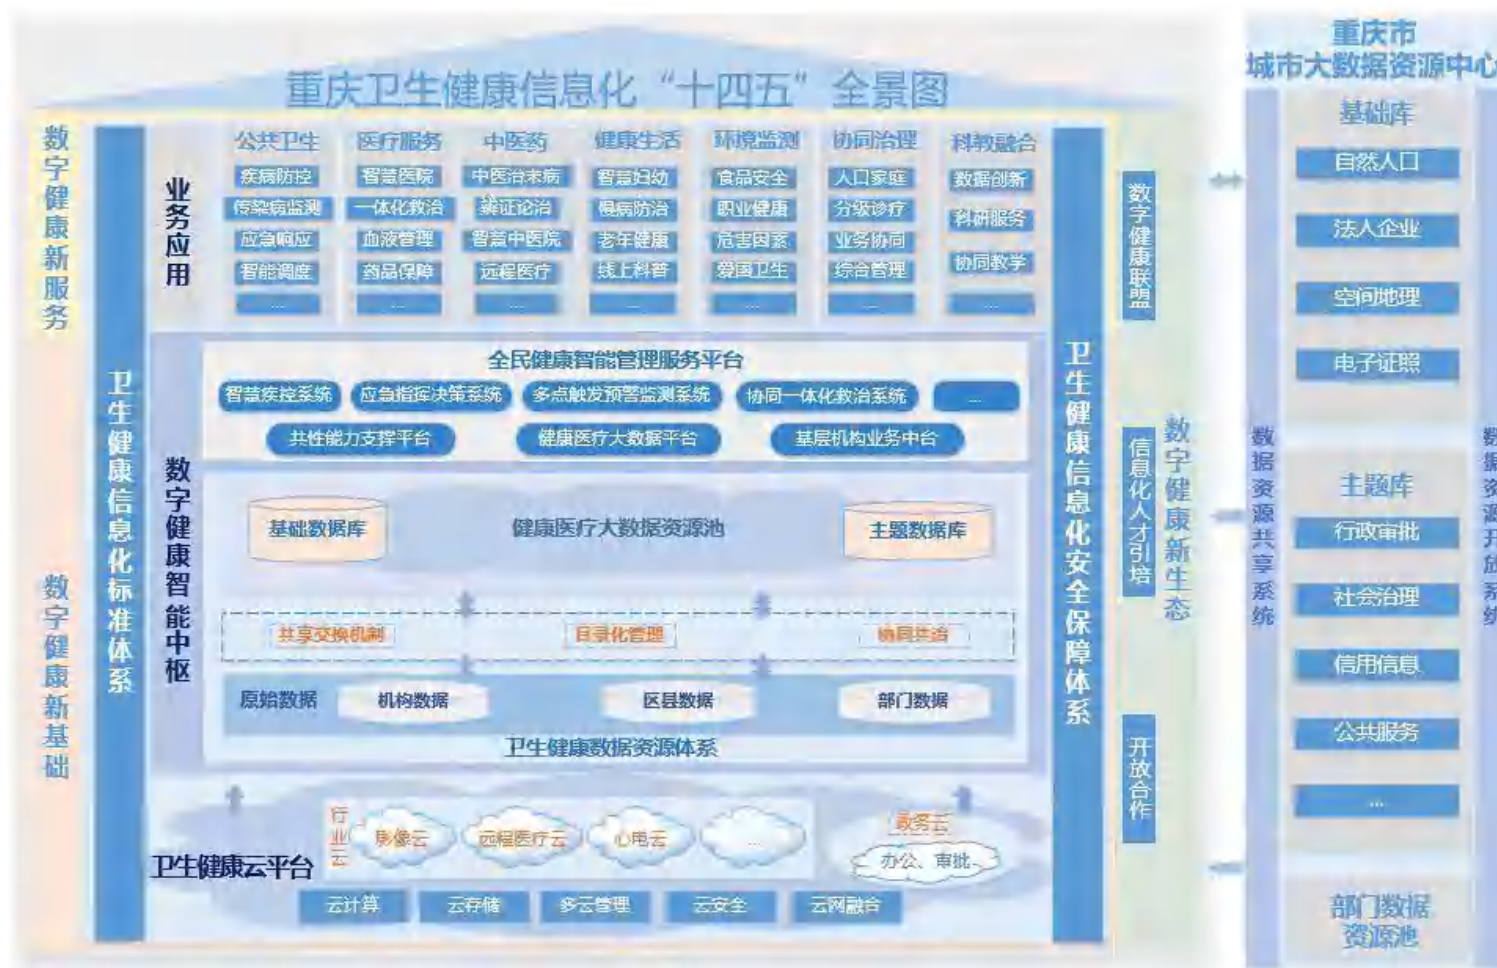 重庆卫生健康信息化“十四五”全景图
数字健康新服务
数字健康新基础
卫生健康信息化标准体系
业务应用
公共卫生
疾病防控
传染病监测
应急响应
智能调度
...
医疗服务
智慧医院
一体化救治
血液管理
药品保障
...
中医药
中医治未病
辨证论治
智慧中医院
远程医疗
...
健康生活
智慧妇幼
慢病防治
老年健康
线上科普
...
环境监测
食品安全
职业健康
危害因素
爱国卫生
...
协同治理
人口家庭
分级诊疗
业务协同
综合管理
...
科教融合
数据创新
科研服务
协同教学
...
数字健康智能中枢
全民健康智能管理服务平台
智慧疾控系统
应急指挥决策系统
多点触发预警监测系统
协同一体化救治系统
...
共性能力支撑平台
健康医疗大数据平台
基层机构业务中台
基础数据库
健康医疗大数据资源池
主题数据库
共享交换机制
目录化管理
协同共治
原始数据
机构数据
区县数据
部门数据
卫生健康数据资源体系
卫生健康云平台
行业云
影像云
远程医疗云
心电云
...
政务云
办公、审批...
云计算
云存储
多云管理
云安全
云网融合
卫生健康信息化安全保障体系
数字健康联盟
信息化人才引培
开放合作
数字健康新生态
重庆市
城市大数据资源中心
数据资源共享系统
基础库
自然人口
法人企业
空间地理
电子证照
主题库
行政审批
社会治理
信用信息
公共服务
...
部门数据
资源池
数据资源开放系统